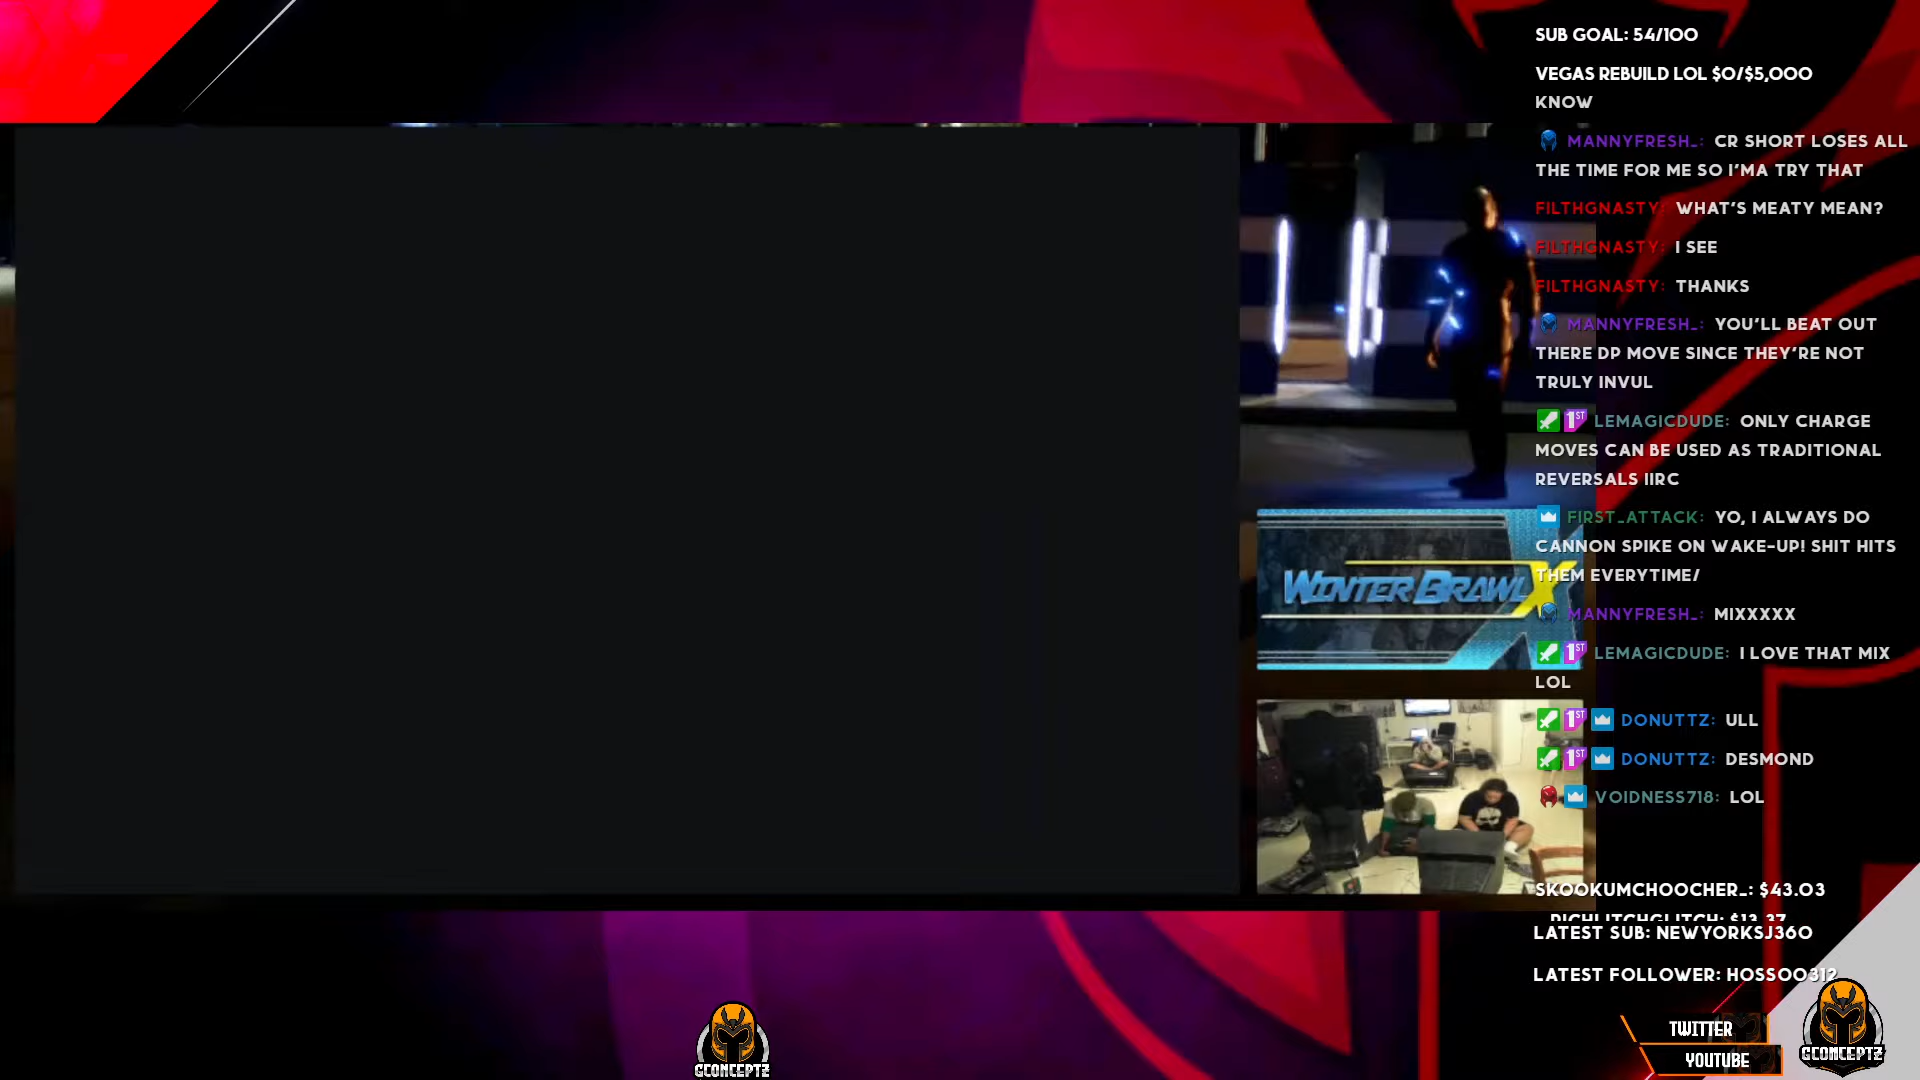 SUB GOAL: 54/100
VEGAS REBUILD LOL $0/$5,000
KNOW
MANNYFRESH_: CR SHORT LOSES ALL
THE TIME FOR ME SO I'MA TRY THAT
FILTHGNASTY: WHAT'S MEATY MEAN?
FILTHGNASTY: I SEE
FILTHGNASTY: THANKS
MANNYFRESH_: YOU'LL BEAT OUT
THERE DP MOVE SINCE THEY'RE NOT
TRULY INVUL
1ST LEMAGICDUDE: ONLY CHARGE
MOVES CAN BE USED AS TRADITIONAL
REVERSALS IIRC
FIRST_ATTACK: YO, I ALWAYS DO
CANNON SPIKE ON WAKE-UP! SHIT HITS
THEM EVERYTIME/
WINTER BRAWL X
MANNYFRESH_: MIXXXXX
1ST LEMAGICDUDE: I LOVE THAT MIX
LOL
1ST DONUTTZ: ULL
1ST DONUTTZ: DESMOND
VOIDNESS718: LOL
SKOOKUMCHOOCHER_: $43.03
RICHLITCHGLITCH: $13.37
LATEST SUB: NEWYORKSJ360
LATEST FOLLOWER: HOSS00312
TWITTER
YOUTUBE
GCONCEPTZ
GCONCEPTZ